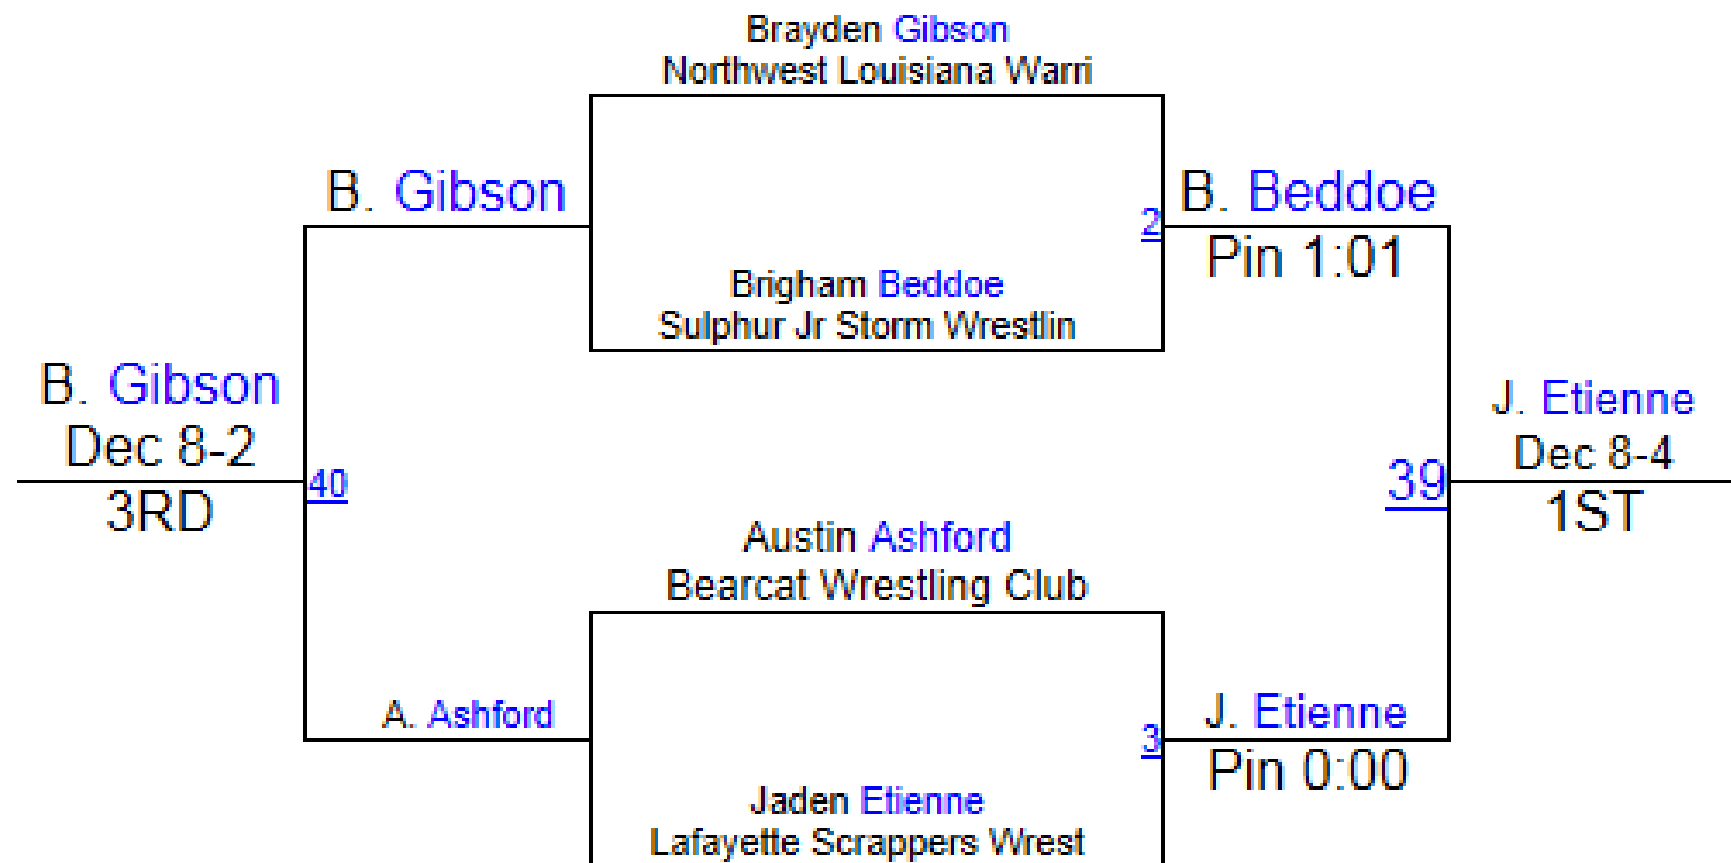 Brayden Gibson
Northwest Louisiana Warri
B. Gibson
2
B. Beddoe
Pin 1:01
Brigham Beddoe
Sulphur Jr Storm Wrestlin
B. Gibson
Dec 8-2
3RD
40
39
J. Etienne
Dec 8-4
1ST
Austin Ashford
Bearcat Wrestling Club
A. Ashford
3
J. Etienne
Pin 0:00
Jaden Etienne
Lafayette Scrappers Wrest